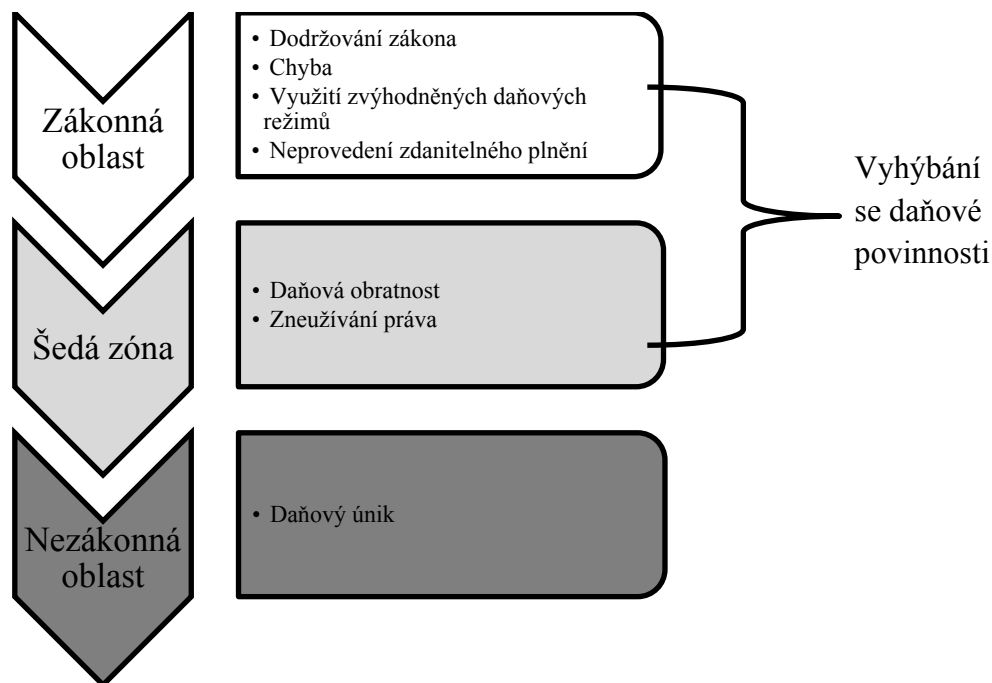 Zákonná
oblast
• Dodržování zákona
• Chyba
• Využití zvýhodněných daňových
režimů
• Neprovedení zdanitelného plnění
Vyhýbání
se daňové
povinnosti
Šedá zóna
• Daňová obratnost
• Zneužívání práva
Nezákonná
oblast
• Daňový únik